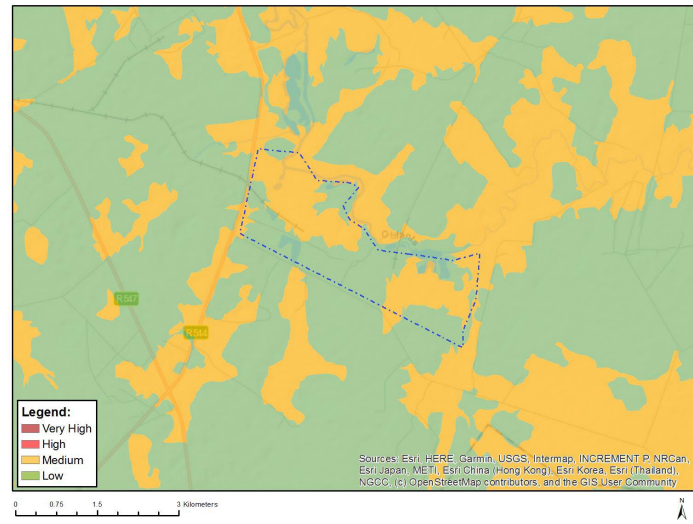 R547
R544
Legend:
Very High
High
Medium
Low
Sources: Esri, HERE, Garmin, USGS, Intermap, INCREMENT P, NRCan,
Esri Japan, METI, Esri China (Hong Kong), Esri Korea, Esri (Thailand),
NGCC, (c) OpenStreetMap contributors, and the GIS User Community
0 0.75 1.5 3 Kilometers
N